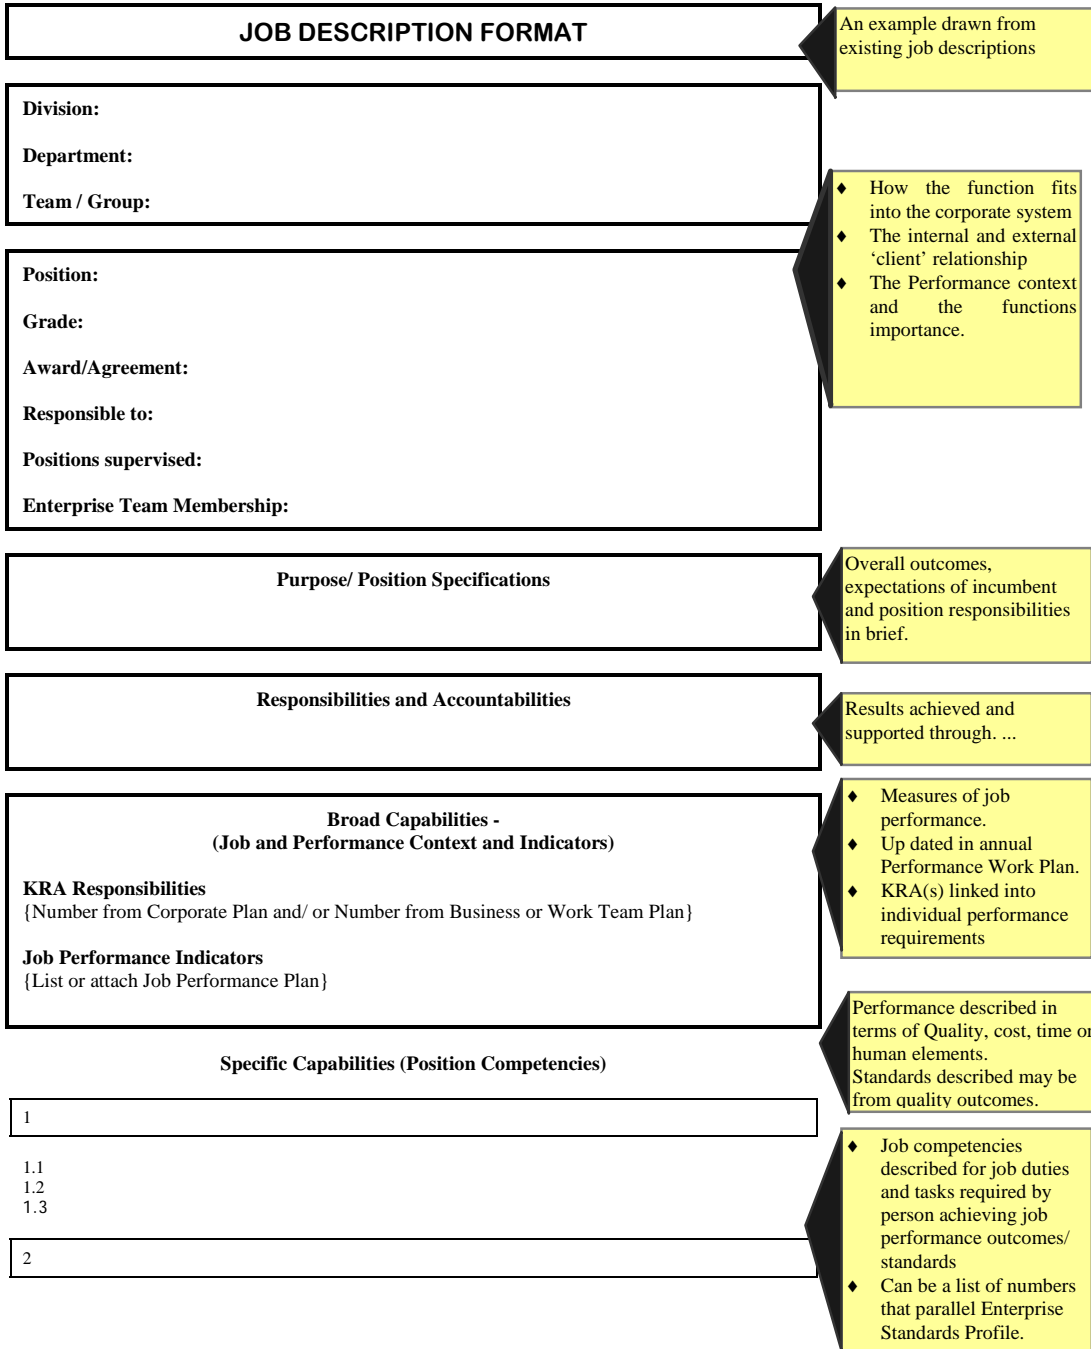 JOB DESCRIPTION FORMAT
An example drawn from
existing job descriptions
Division:
Department:
Team / Group:
♦ How the function fits
into the corporate system
♦ The internal and external
‘client’ relationship
♦ The Performance context
and the functions
importance.
Position:
Grade:
Award/Agreement:
Responsible to:
Positions supervised:
Enterprise Team Membership:
Purpose/ Position Specifications
Overall outcomes,
expectations of incumbent
and position responsibilities
in brief.
Responsibilities and Accountabilities
Results achieved and
supported through. ...
Broad Capabilities -
(Job and Performance Context and Indicators)
KRA Responsibilities
{Number from Corporate Plan and/ or Number from Business or Work Team Plan}
Job Performance Indicators
{List or attach Job Performance Plan}
♦ Measures of job
performance.
♦ Up dated in annual
Performance Work Plan.
♦ KRA(s) linked into
individual performance
requirements
Performance described in
terms of Quality, cost, time or
human elements.
Standards described may be
from quality outcomes.
Specific Capabilities (Position Competencies)
1
1.1
1.2
1.3
2
♦ Job competencies
described for job duties
and tasks required by
person achieving job
performance outcomes/
standards
♦ Can be a list of numbers
that parallel Enterprise
Standards Profile.